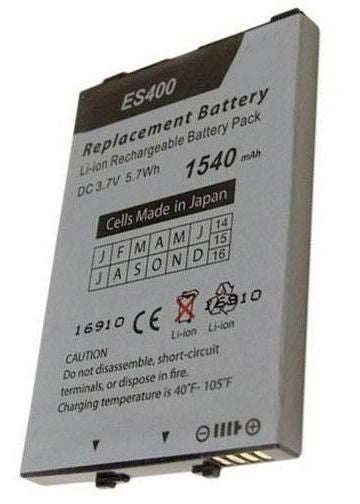 ES400
Replacement Battery
Li-ion Rechargeable Battery Pack
DC 3.7V 5.7Wh 1540 mAh
Cells Made in Japan
J F M A M J 14
15
J A S O N D 16
16910 CE 16910
Li-ion Li-ion
CAUTION
Do not disassemble, short-circuit
terminals, or dispose in fire.
Charging temperature is 40°F- 105°F